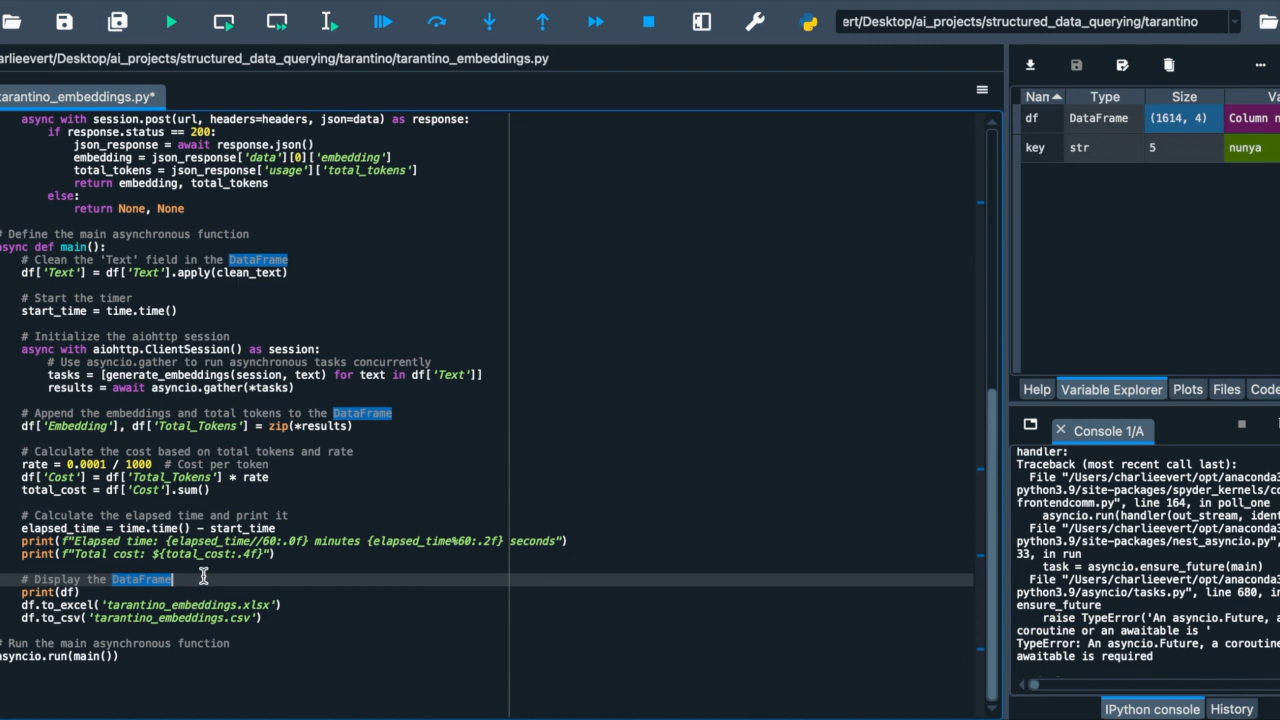 ert/Desktop/ai_projects/structured_data_querying/tarantino
arlieevert/Desktop/ai_projects/structured_data_querying/tarantino/tarantino_embeddings.py
tarantino_embeddings.py*
async with session.post(url, headers=headers, json=data) as response:
if response.status == 200:
json_response = await response.json()
embedding = json_response['data'][0]['embedding']
total_tokens = json_response['usage']['total_tokens']
return embedding, total_tokens
else:
return None, None
# Define the main asynchronous function
async def main():
# Clean the 'Text' field in the DataFrame
df['Text'] = df['Text'].apply(clean_text)
# Start the timer
start_time = time.time()
# Initialize the aiohttp session
async with aiohttp.ClientSession() as session:
# Use asyncio.gather to run asynchronous tasks concurrently
tasks = [generate_embeddings(session, text) for text in df['Text']]
results = await asyncio.gather(*tasks)
# Append the embeddings and total tokens to the DataFrame
df['Embedding'], df['Total_Tokens'] = zip(*results)
# Calculate the cost based on total tokens and rate
rate = 0.0001 / 1000  # Cost per token
df['Cost'] = df['Total_Tokens'] * rate
total_cost = df['Cost'].sum()
# Calculate the elapsed time and print it
elapsed_time = time.time() - start_time
print(f"Elapsed time: {elapsed_time//60:.0f} minutes {elapsed_time%60:.2f} seconds")
print(f"Total cost: ${total_cost:.4f}")
# Display the DataFrame
print(df)
df.to_excel('tarantino_embeddings.xlsx')
df.to_csv('tarantino_embeddings.csv')
# Run the main asynchronous function
asyncio.run(main())
Nam Type Size Va
df DataFrame (1614, 4) Column n
key str 5 nunya
Help Variable Explorer Plots Files Code
Console 1/A
handler:
Traceback (most recent call last):
File "/Users/charlieevert/opt/anaconda3
python3.9/site-packages/spyder_kernels/co
frontendcomm.py", line 164, in poll_one
asyncio.run(handler(out_stream, ident
File "/Users/charlieevert/opt/anaconda3
python3.9/site-packages/nest_asyncio.py",
33, in run
task = asyncio.ensure_future(main)
File "/Users/charlieevert/opt/anaconda3
python3.9/asyncio/tasks.py", line 680, in
ensure_future
raise TypeError('An asyncio.Future, a
coroutine or an awaitable is '
TypeError: An asyncio.Future, a coroutine
awaitable is required
IPython console History